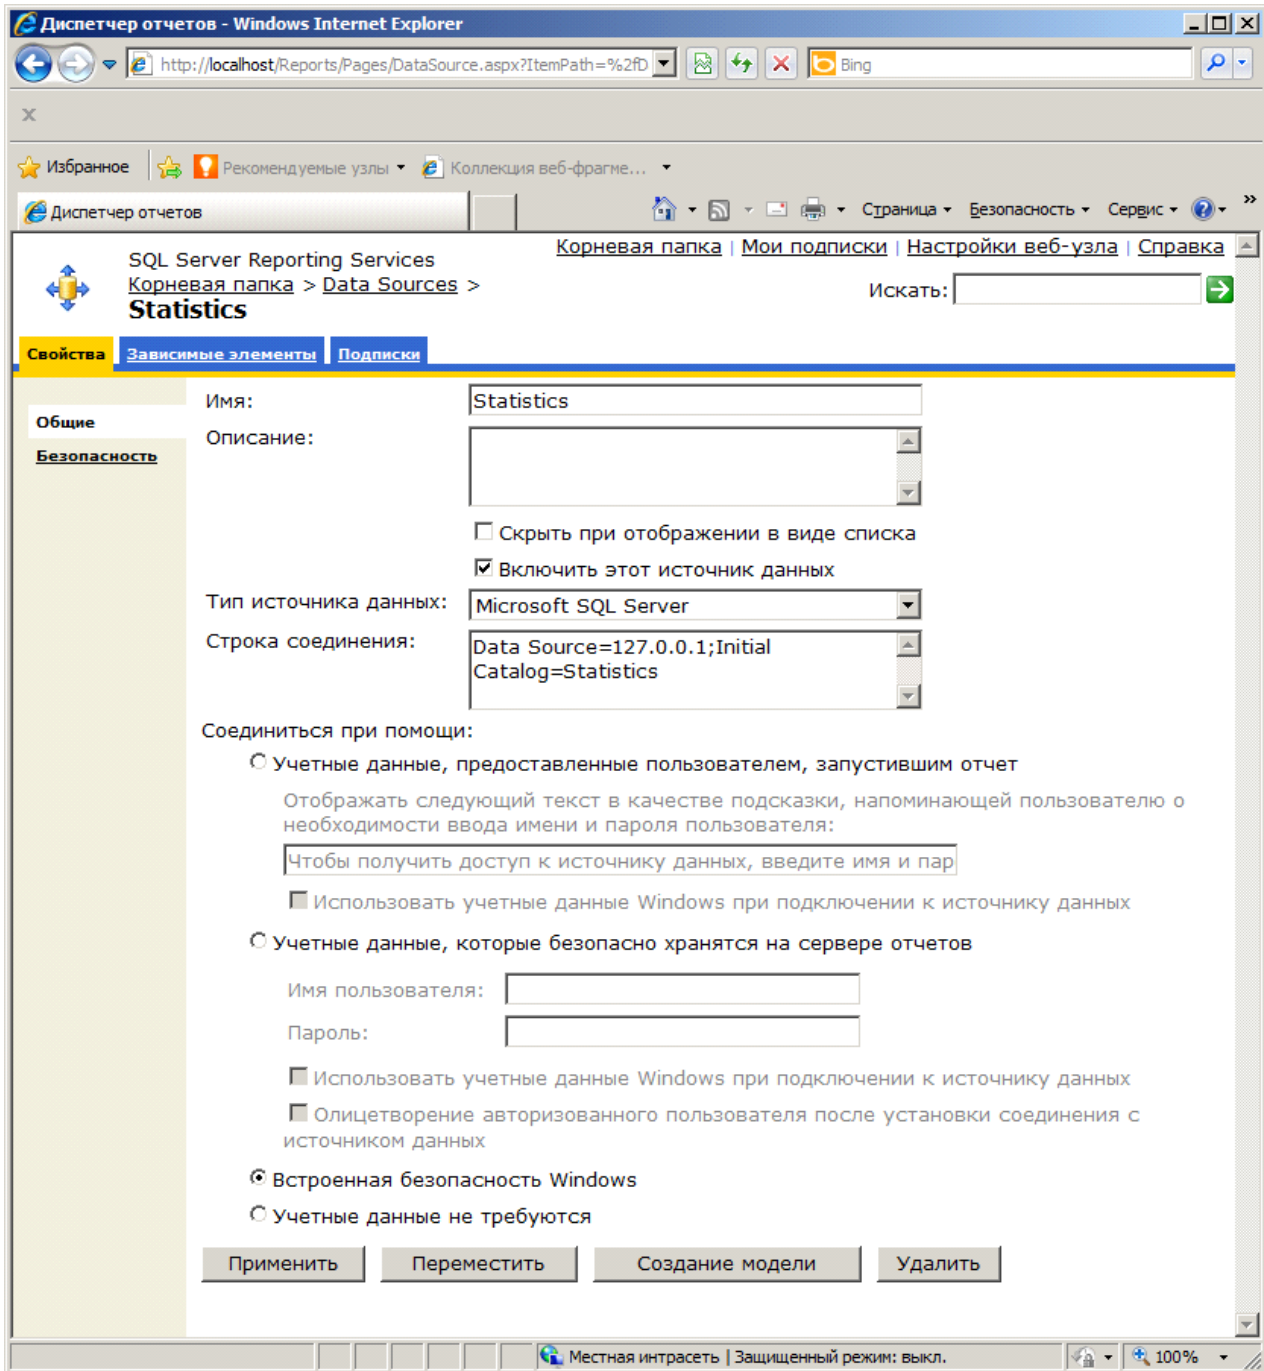 Диспетчер отчетов - Windows Internet Explorer
http://localhost/Reports/Pages/DataSource.aspx?ItemPath=%2fD
Bing
x
Избранное
Рекомендуемые узлы
Коллекция веб-фрагме...
Диспетчер отчетов
Страница
Безопасность
Сервис
»
Корневая папка | Мои подписки | Настройки веб-узла | Справка
SQL Server Reporting Services
Корневая папка > Data Sources >
Искать:
Statistics
Свойства
Зависимые элементы
Подписки
Общие
Безопасность
Имя:
Statistics
Описание:
Скрыть при отображении в виде списка
Включить этот источник данных
Тип источника данных:
Microsoft SQL Server
Строка соединения:
Data Source=127.0.0.1;Initial
Catalog=Statistics
Соединиться при помощи:
Учетные данные, предоставленные пользователем, запустившим отчет
Отображать следующий текст в качестве подсказки, напоминающей пользователю о
необходимости ввода имени и пароля пользователя:
Чтобы получить доступ к источнику данных, введите имя и пар
Использовать учетные данные Windows при подключении к источнику данных
Учетные данные, которые безопасно хранятся на сервере отчетов
Имя пользователя:
Пароль:
Использовать учетные данные Windows при подключении к источнику данных
Олицетворение авторизованного пользователя после установки соединения с
источником данных
Встроенная безопасность Windows
Учетные данные не требуются
Применить
Переместить
Создание модели
Удалить
Местная интрасеть | Защищенный режим: выкл.
100%